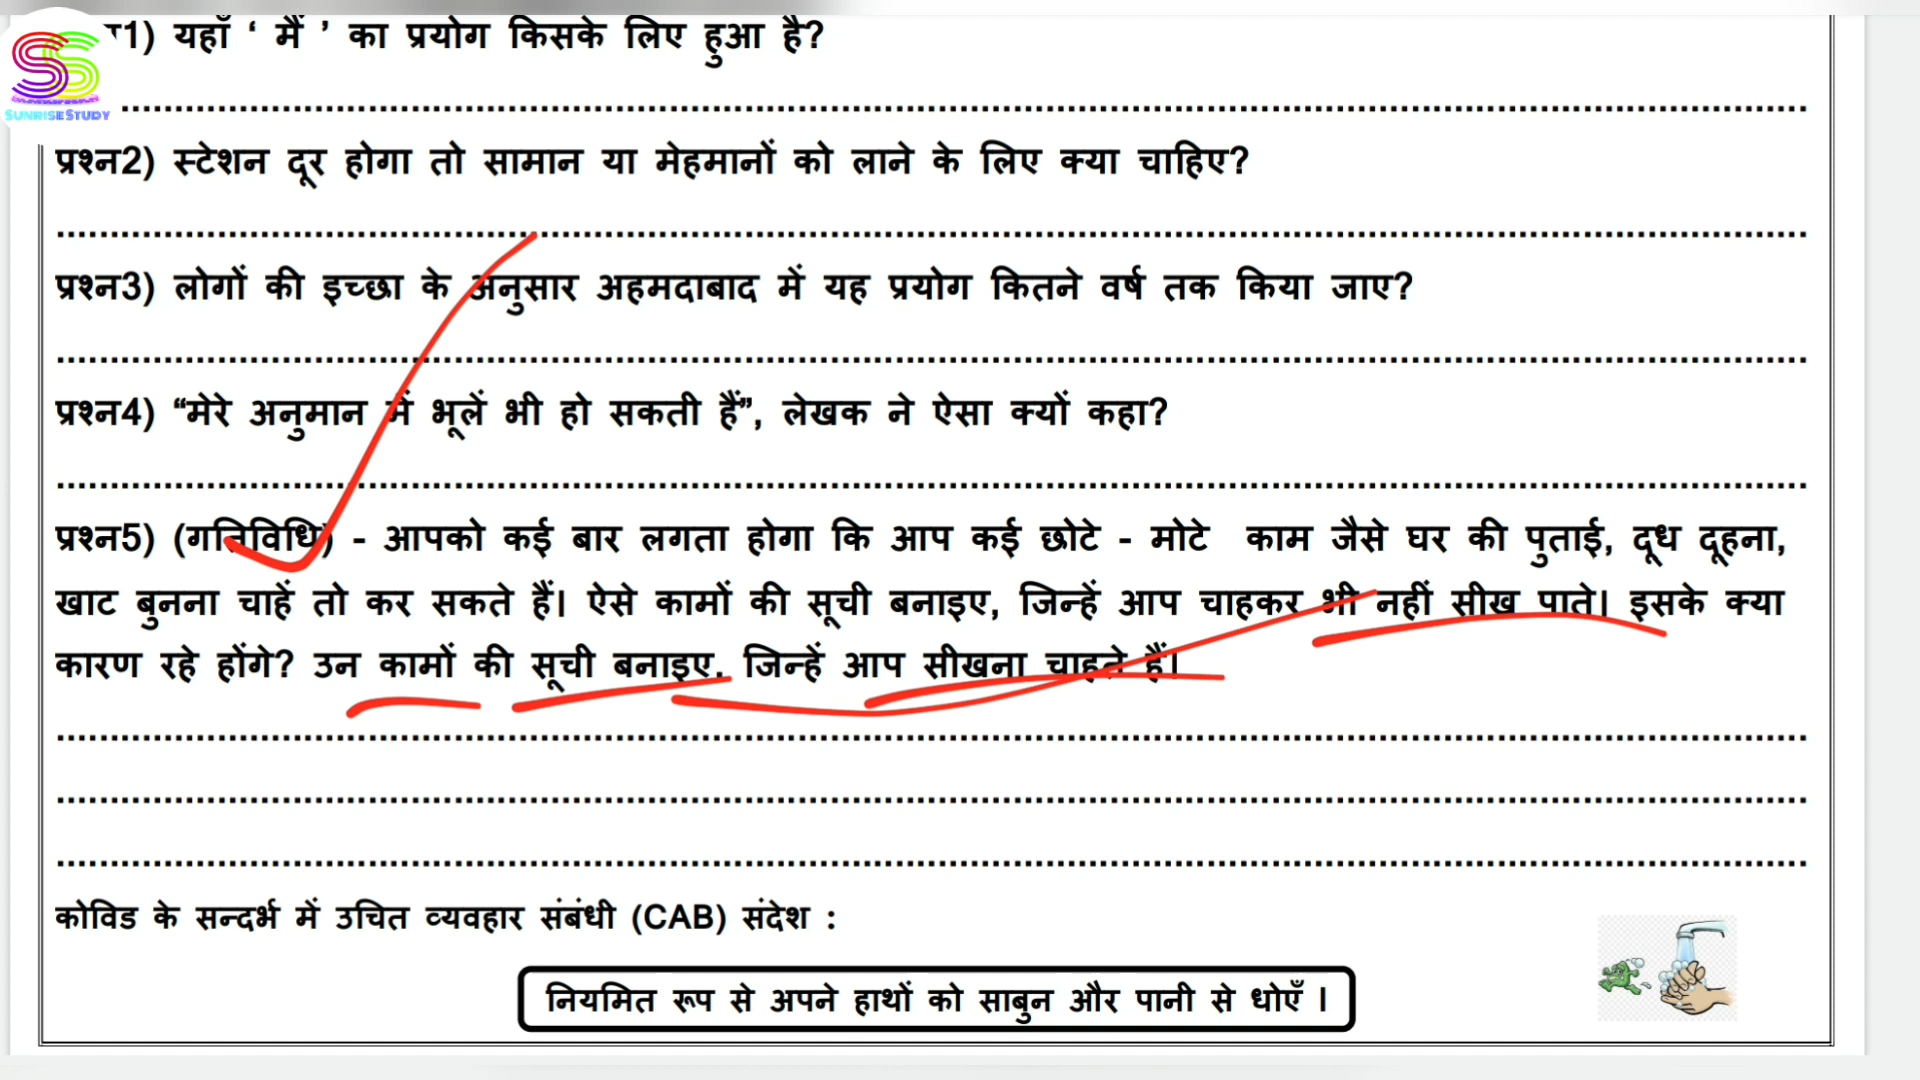 1) यहाँ ‘ मैं ’ का प्रयोग किसके लिए हुआ है?
SUNRISESTUDY
प्रश्न2) स्टेशन दूर होगा तो सामान या मेहमानों को लाने के लिए क्या चाहिए?
प्रश्न3) लोगों की इच्छा के अनुसार अहमदाबाद में यह प्रयोग कितने वर्ष तक किया जाए?
प्रश्न4) “मेरे अनुमान में भूलें भी हो सकती हैं”, लेखक ने ऐसा क्यों कहा?
प्रश्न5) (गतिविधि) - आपको कई बार लगता होगा कि आप कई छोटे - मोटे काम जैसे घर की पुताई, दूध दूहना,
खाट बुनना चाहें तो कर सकते हैं। ऐसे कामों की सूची बनाइए, जिन्हें आप चाहकर भी नहीं सीख पाते। इसके क्या
कारण रहे होंगे? उन कामों की सूची बनाइए, जिन्हें आप सीखना चाहते हैं।
कोविड के सन्दर्भ में उचित व्यवहार संबंधी (CAB) संदेश :
नियमित रूप से अपने हाथों को साबुन और पानी से धोएँ ।